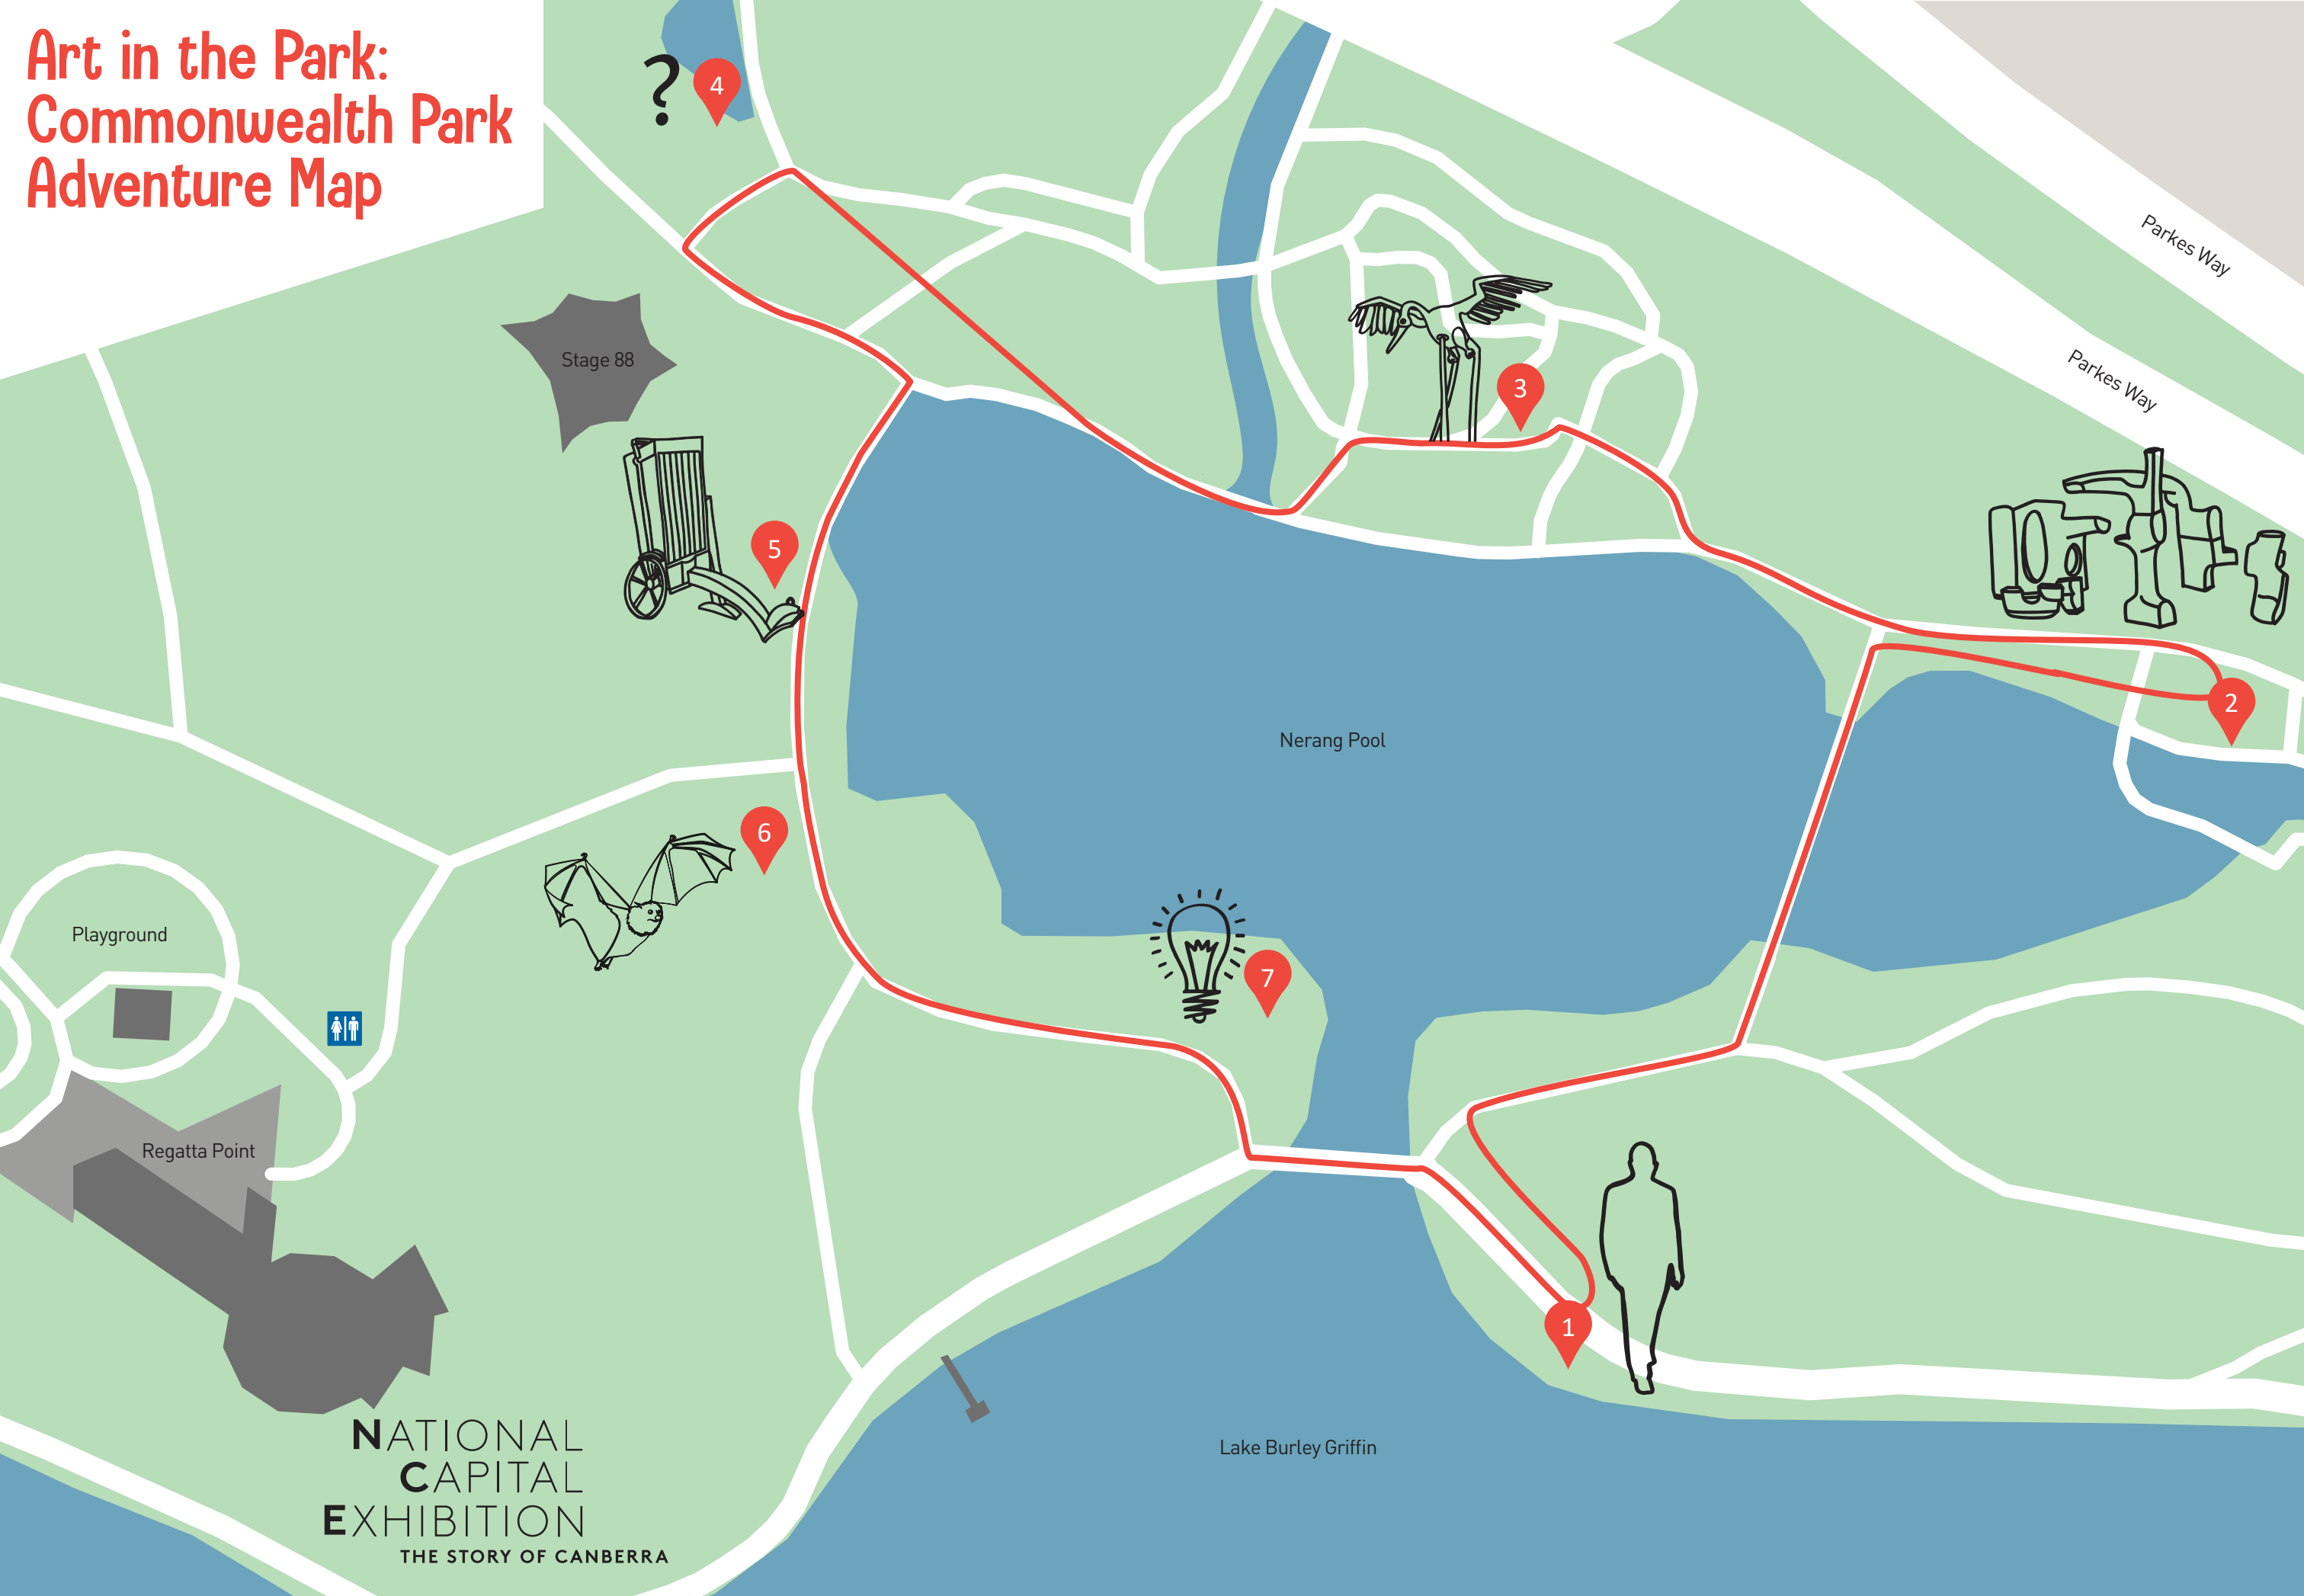 Art in the Park:
Commonwealth Park
Adventure Map
?
4
Parkes Way
Parkes Way
Stage 88
3
5
2
Nerang Pool
6
Playground
7
Regatta Point
1
Lake Burley Griffin
NATIONAL
CAPITAL
EXHIBITION
THE STORY OF CANBERRA